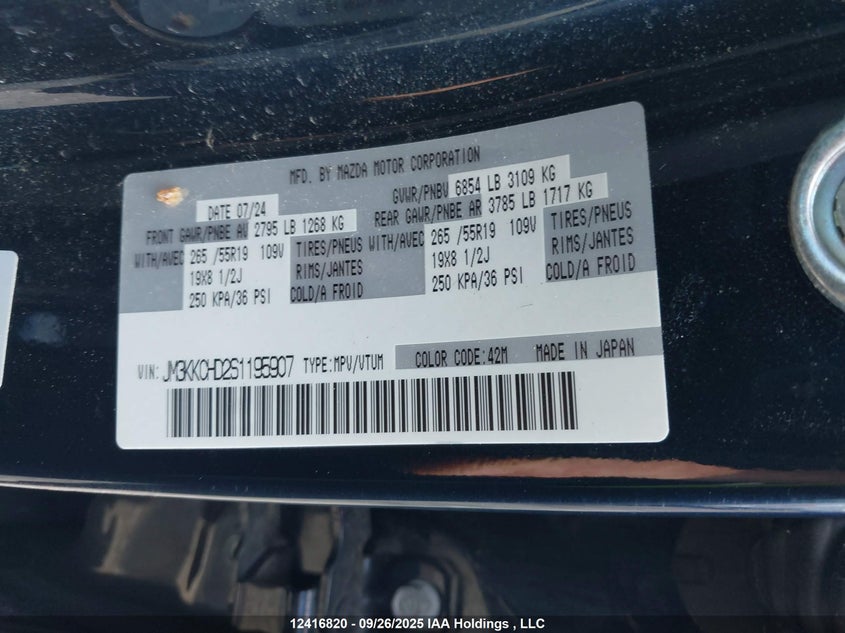 MFD. BY MAZDA MOTOR CORPORATION
DATE 07/24 GVWR/PNBV 6854 LB 3109 KG
FRONT GAWR/PNBE AV 2795 LB 1268 KG REAR GAWR/PNBE AR 3785 LB 1717 KG
WITH/AVEC 265 /55R19 109V TIRES/PNEUS WITH/AVEC 265 /55R19 109V TIRES/PNEUS
19X8 1/2J RIMS/JANTES 19X8 1/2J RIMS/JANTES
250 KPA/36 PSI COLD/A FROID 250 KPA/36 PSI COLD/A FROID
VIN: JM3KKCHD2S1195907 TYPE:MPV/VTUM COLOR CODE:42M MADE IN JAPAN
12416820 - 09/26/2025 IAA Holdings , LLC